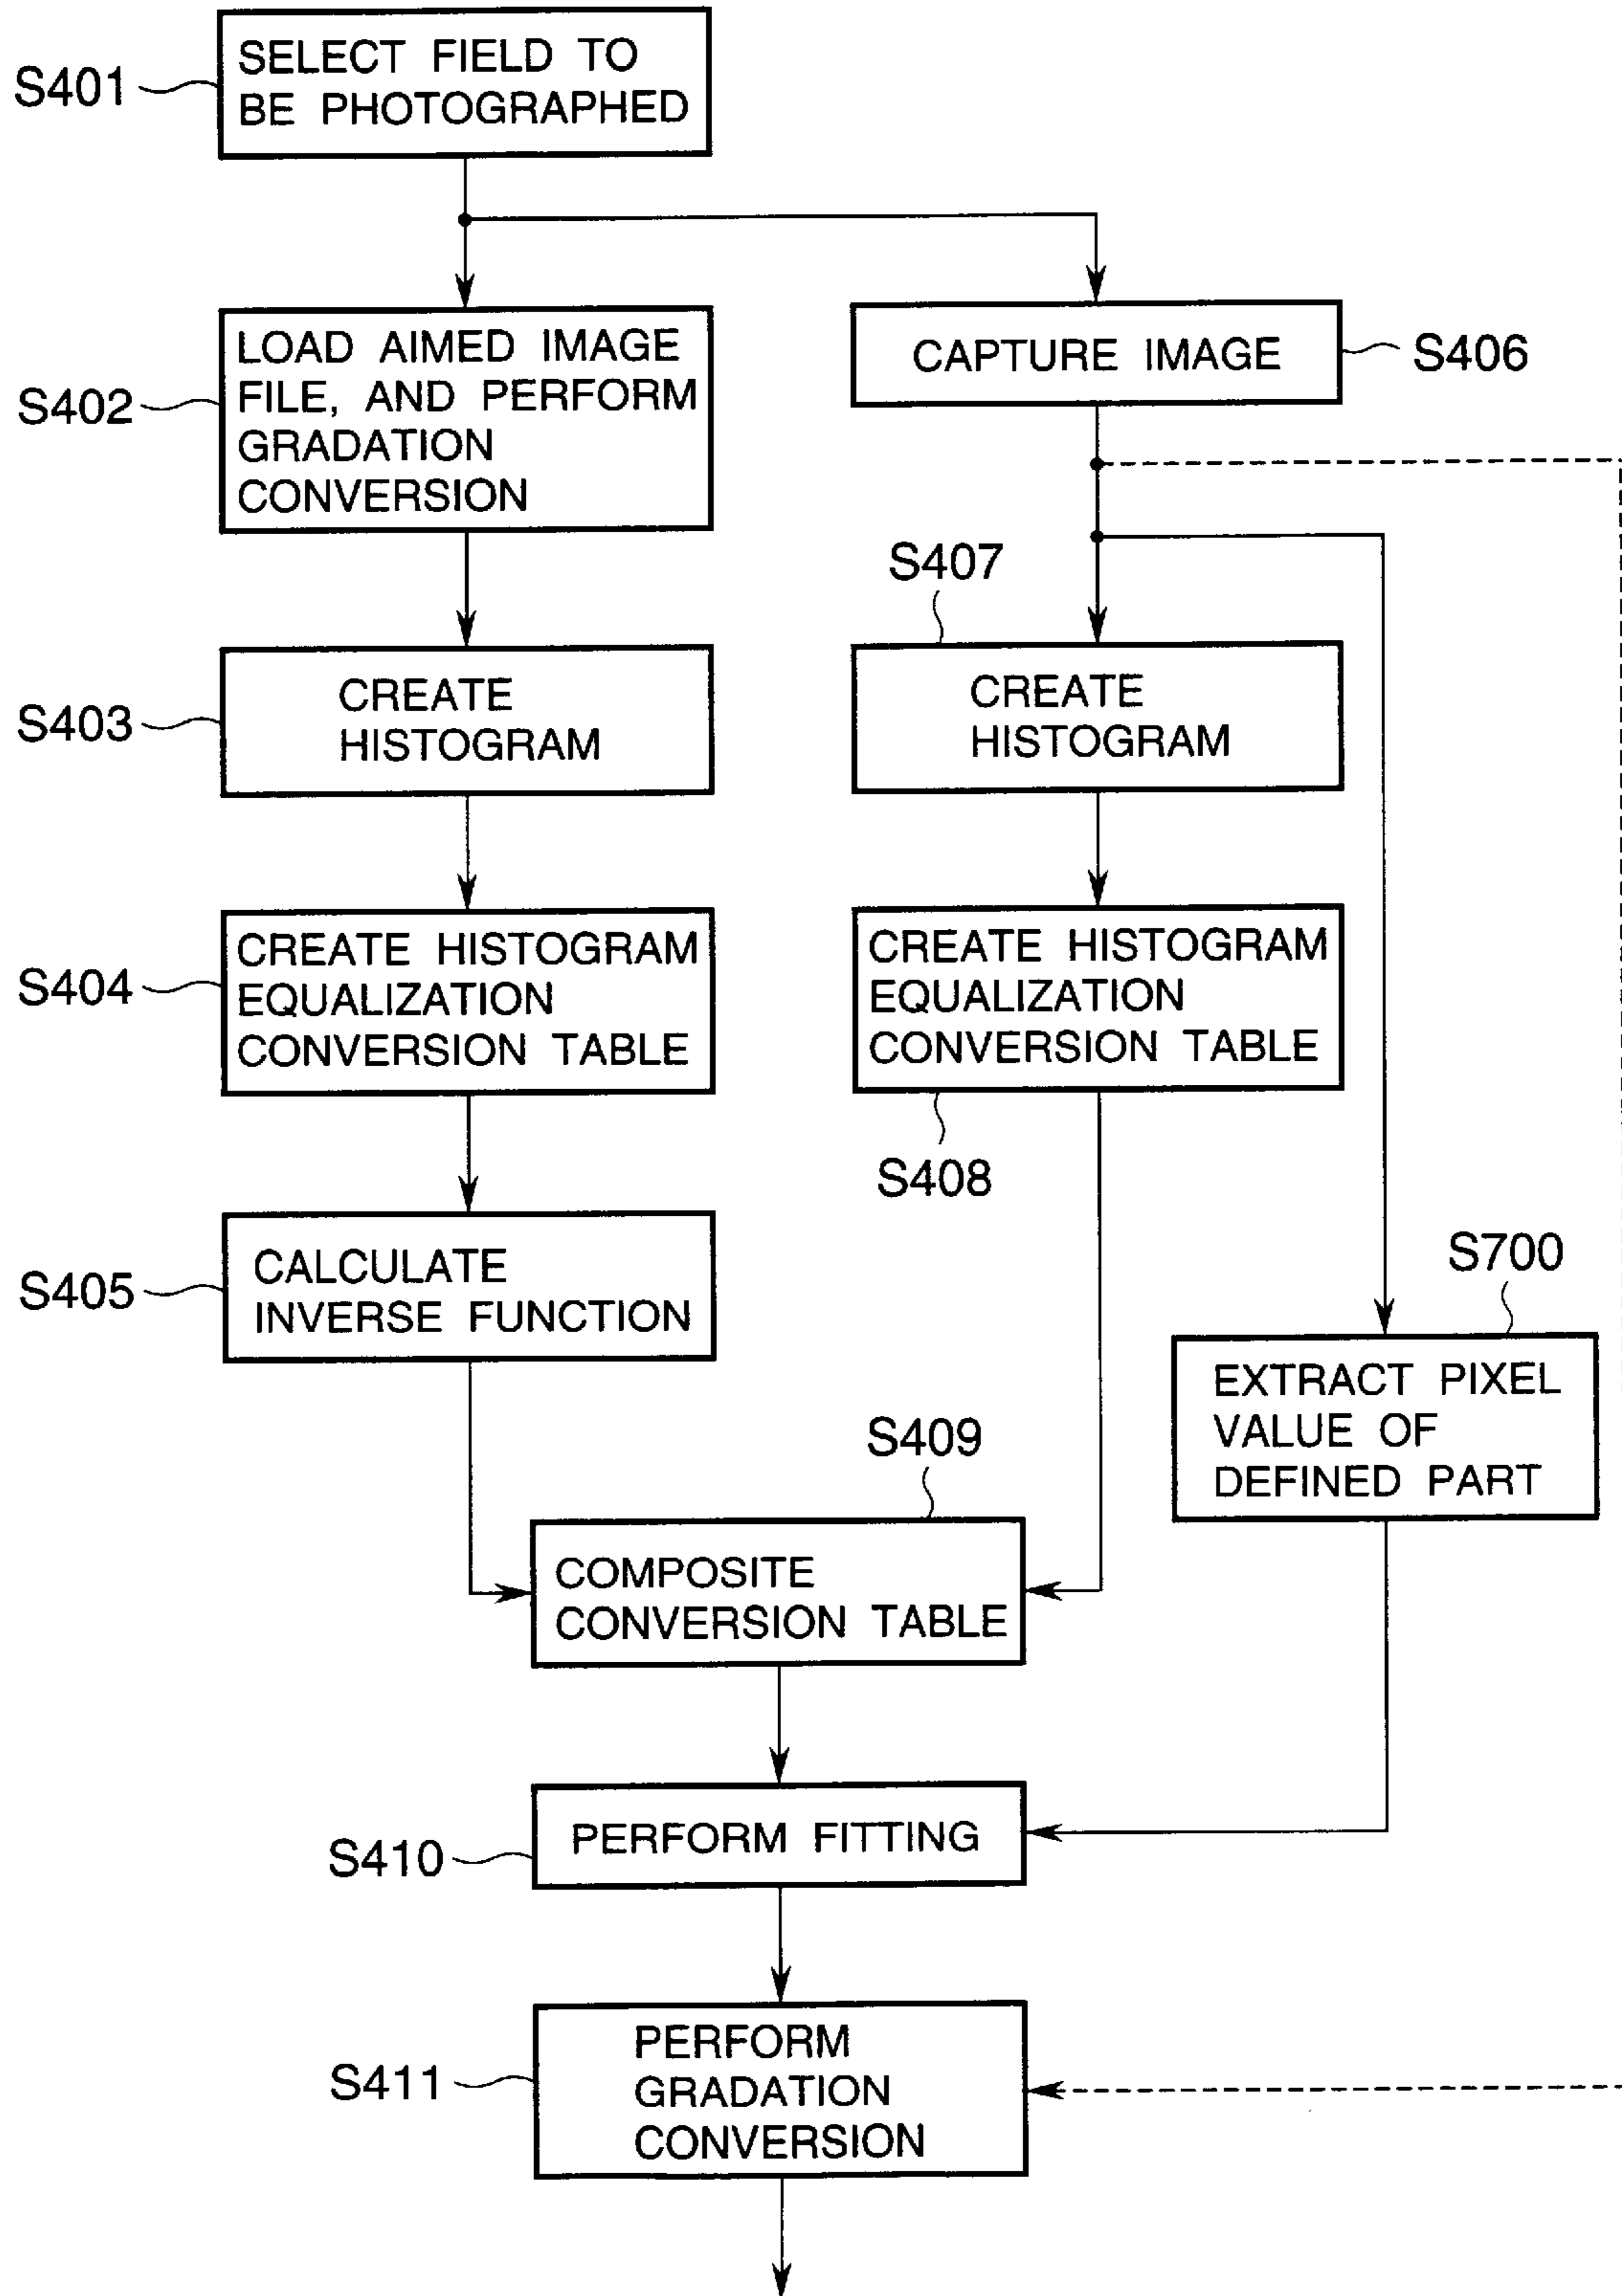 S401
SELECT FIELD TO
BE PHOTOGRAPHED
S402
LOAD AIMED IMAGE
FILE, AND PERFORM
GRADATION
CONVERSION
CAPTURE IMAGE
S406
S403
CREATE
HISTOGRAM
S407
CREATE
HISTOGRAM
S404
CREATE HISTOGRAM
EQUALIZATION
CONVERSION TABLE
CREATE HISTOGRAM
EQUALIZATION
CONVERSION TABLE
S408
S405
CALCULATE
INVERSE FUNCTION
S700
EXTRACT PIXEL
VALUE OF
DEFINED PART
S409
COMPOSITE
CONVERSION TABLE
S410
PERFORM FITTING
S411
PERFORM
GRADATION
CONVERSION